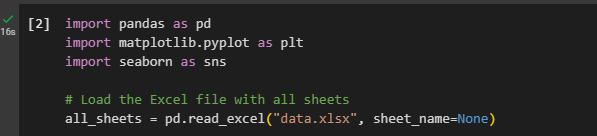 [2] import pandas as pd
import matplotlib.pyplot as plt
import seaborn as sns
# Load the Excel file with all sheets
all_sheets = pd.read_excel("data.xlsx", sheet_name=None)
16s